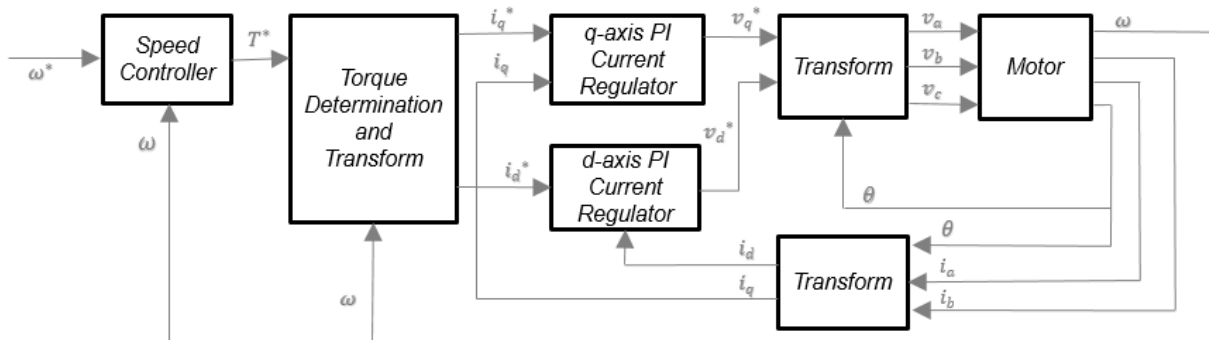 ω*
Speed
Controller
ω
T*
Torque
Determination
and
Transform
ω
i_q*
i_q
i_d*
q-axis PI
Current
Regulator
d-axis PI
Current
Regulator
v_q*
v_d*
Transform
θ
v_a
v_b
v_c
Motor
ω
θ
i_a
i_b
Transform
i_d
i_q